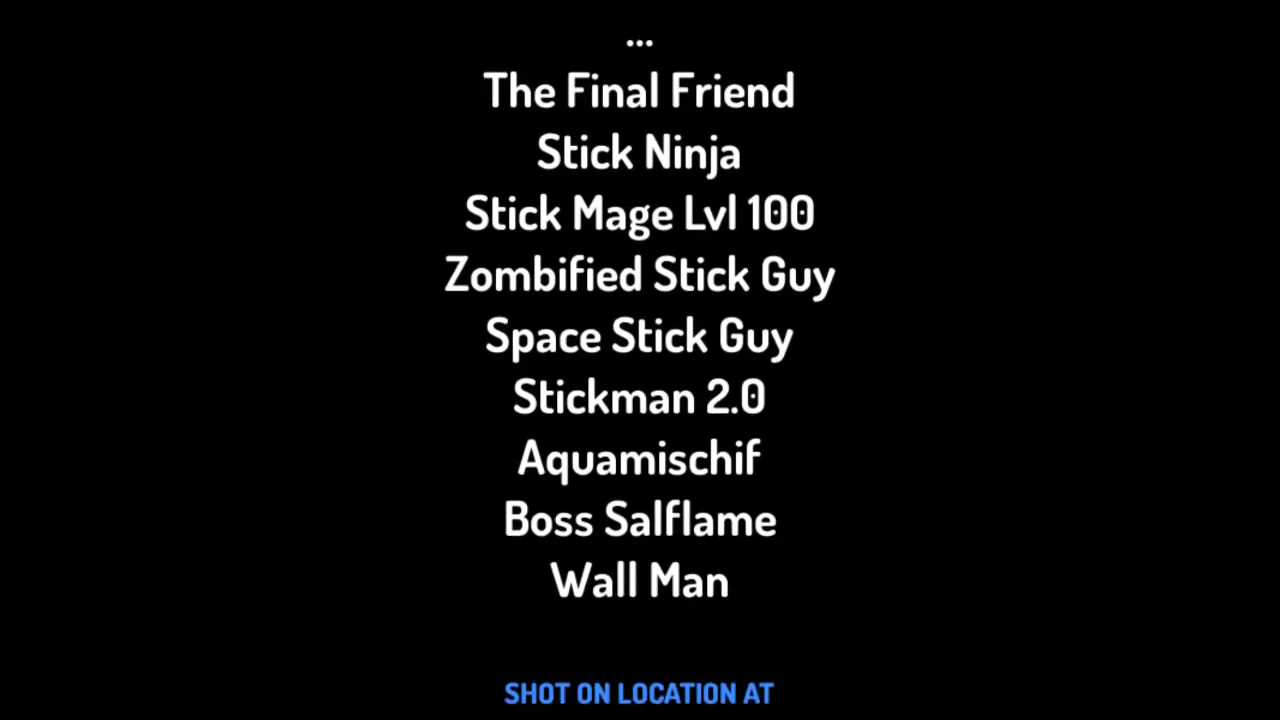 ...
The Final Friend
Stick Ninja
Stick Mage Lvl 100
Zombified Stick Guy
Space Stick Guy
Stickman 2.0
Aquamischif
Boss Salflame
Wall Man
SHOT ON LOCATION AT